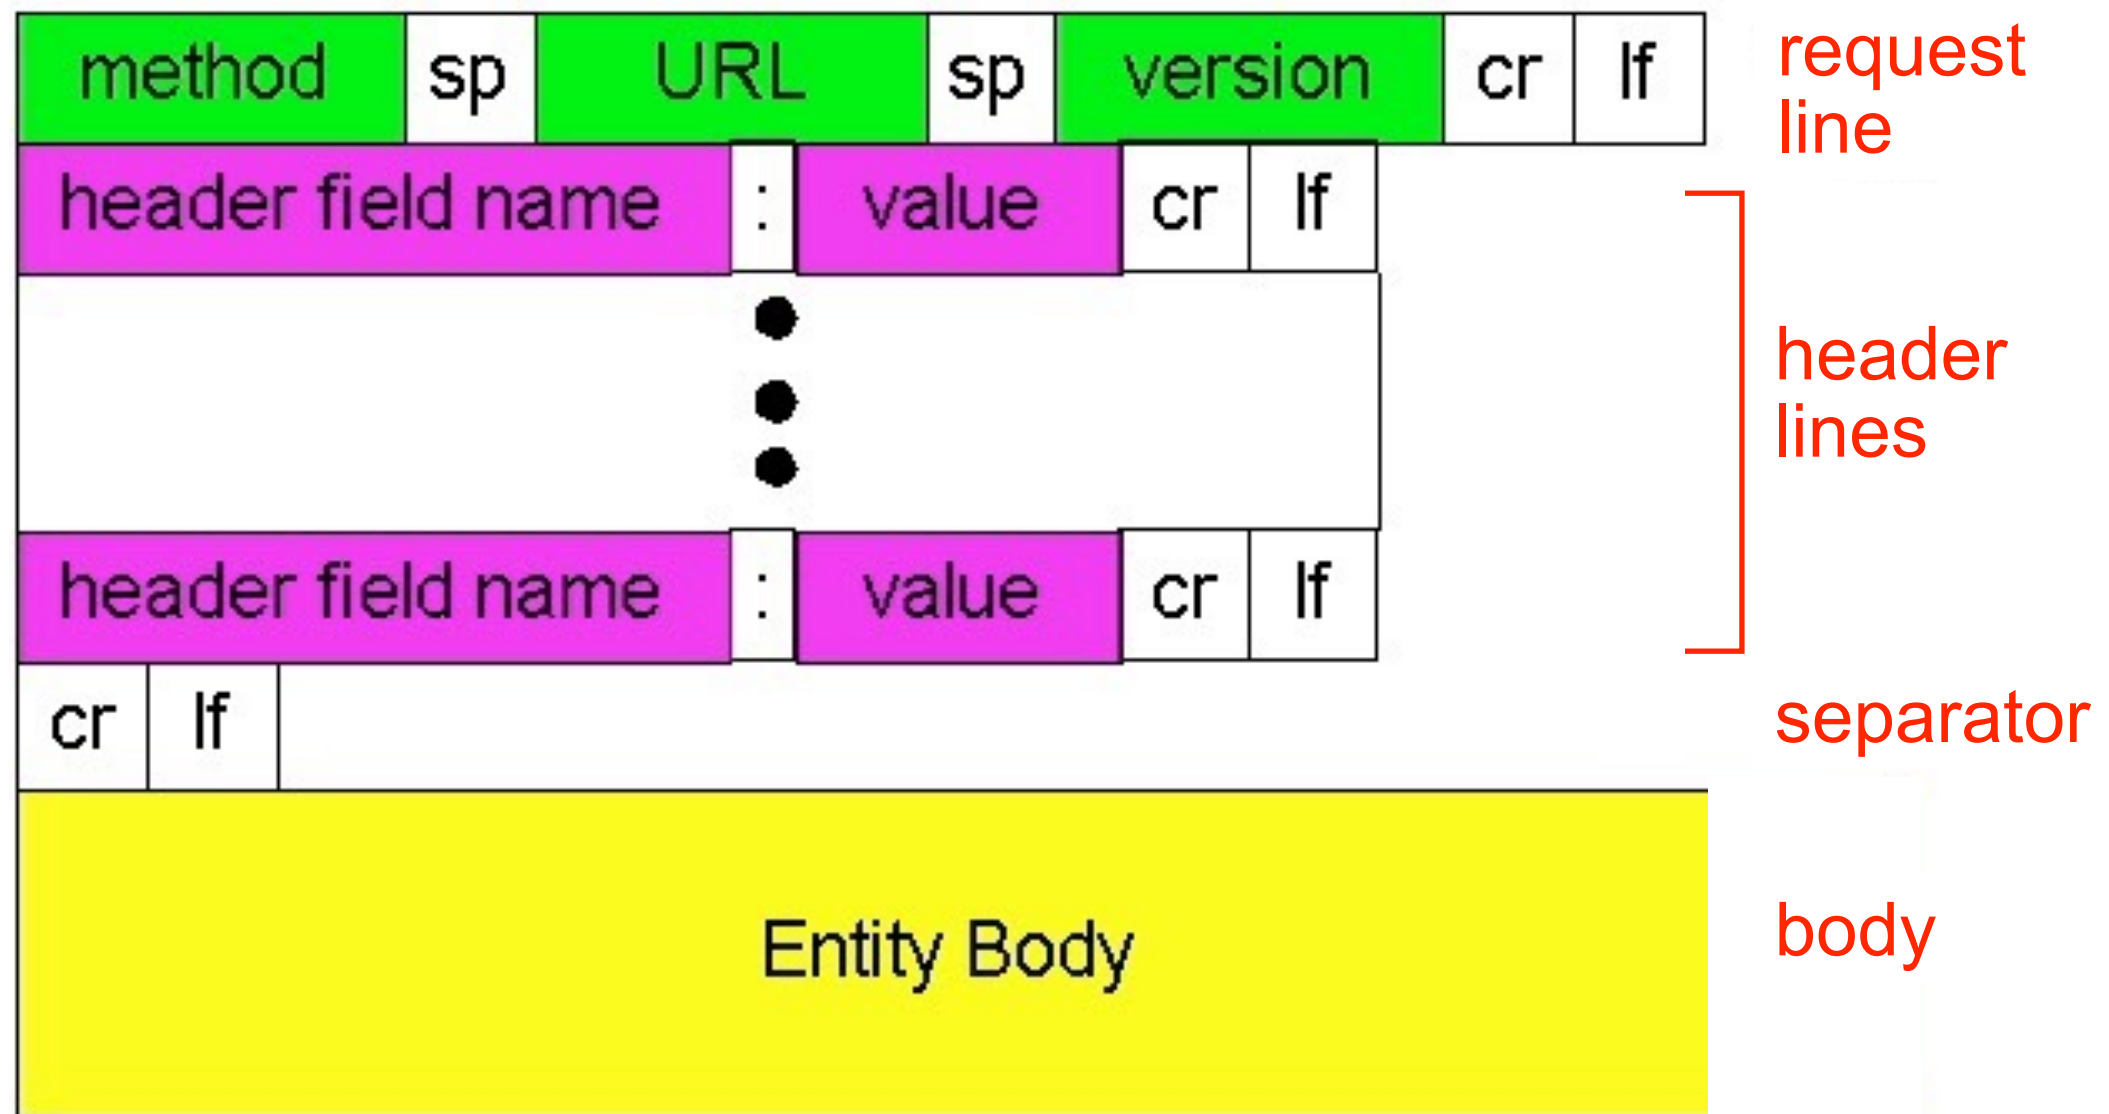 method sp URL sp version cr lf
request
line
header field name : value cr lf
header
lines
header field name : value cr lf
cr lf
separator
Entity Body
body